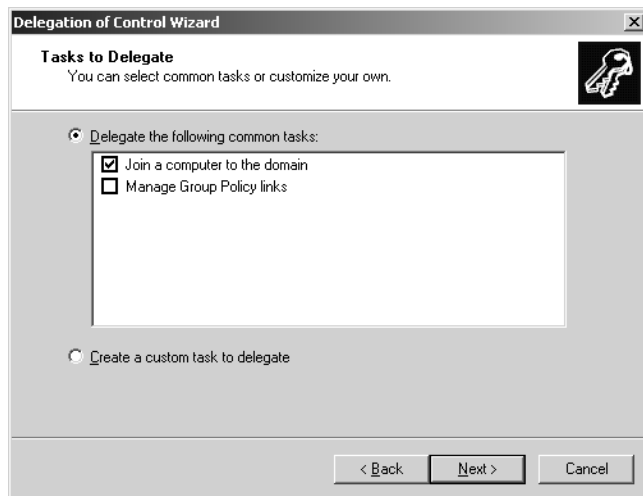 Delegation of Control Wizard
Tasks to Delegate
You can select common tasks or customize your own.
Delegate the following common tasks:
Join a computer to the domain
Manage Group Policy links
Create a custom task to delegate
< Back
Next >
Cancel